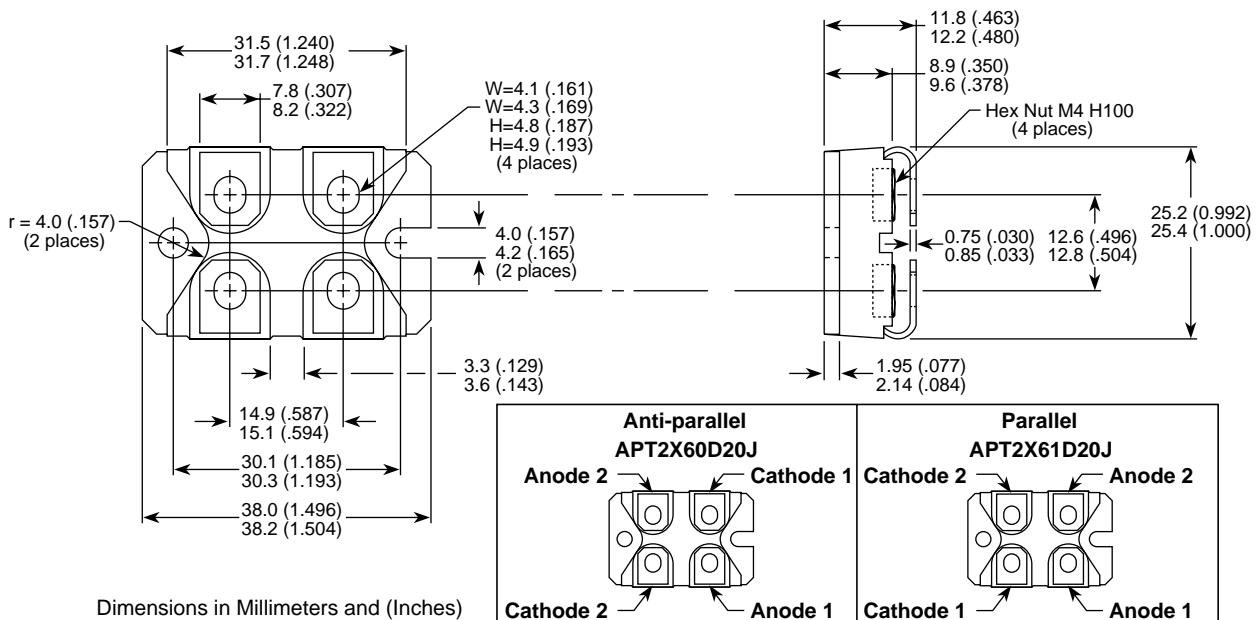 31.5 (1.240)
31.7 (1.248)
7.8 (.307)
8.2 (.322)
W=4.1 (.161)
W=4.3 (.169)
H=4.8 (.187)
H=4.9 (.193)
(4 places)
r = 4.0 (.157)
(2 places)
4.0 (.157)
4.2 (.165)
(2 places)
3.3 (.129)
3.6 (.143)
14.9 (.587)
15.1 (.594)
30.1 (1.185)
30.3 (1.193)
38.0 (1.496)
38.2 (1.504)
11.8 (.463)
12.2 (.480)
8.9 (.350)
9.6 (.378)
Hex Nut M4 H100
(4 places)
0.75 (.030)
0.85 (.033)
12.6 (.496)
12.8 (.504)
25.2 (0.992)
25.4 (1.000)
1.95 (.077)
2.14 (.084)
Anti-parallel
APT2X60D20J
Anode 2
Cathode 1
Cathode 2
Anode 1
Parallel
APT2X61D20J
Cathode 2
Anode 2
Cathode 1
Anode 1
Dimensions in Millimeters and (Inches)